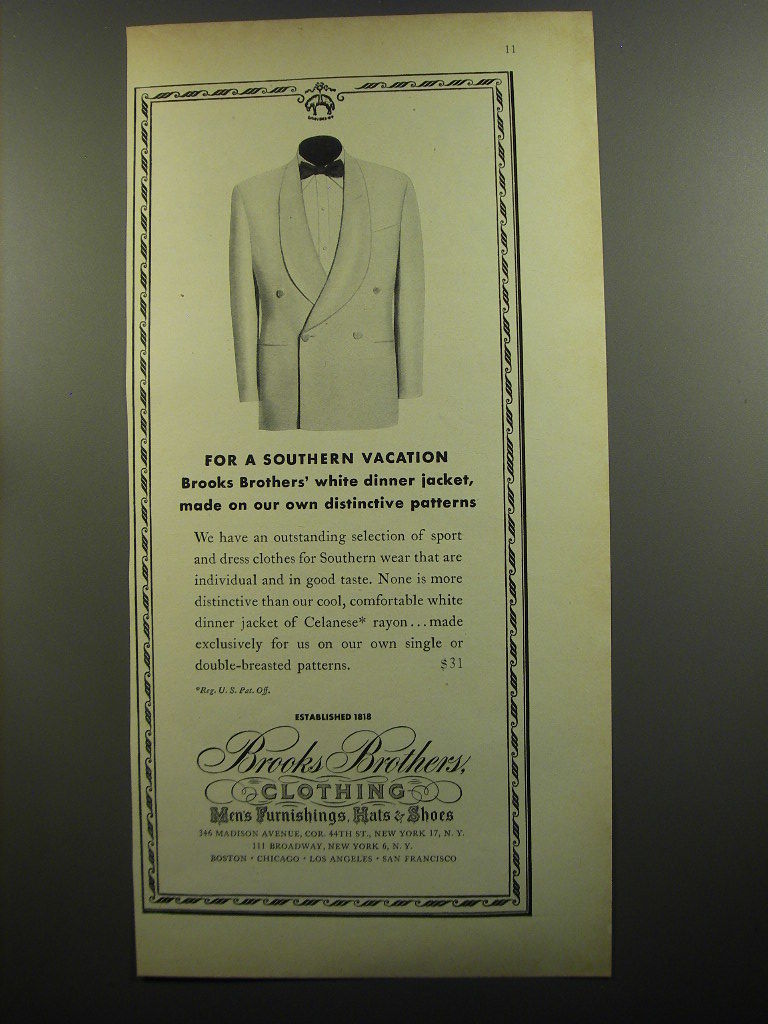 11
FOR A SOUTHERN VACATION
Brooks Brothers' white dinner jacket,
made on our own distinctive patterns
We have an outstanding selection of sport
and dress clothes for Southern wear that are
individual and in good taste. None is more
distinctive than our cool, comfortable white
dinner jacket of Celanese* rayon...made
exclusively for us on our own single or
double-breasted patterns. $31
*Reg. U. S. Pat. Off.
ESTABLISHED 1818
Brooks Brothers,
CLOTHING
Men's Furnishings, Hats & Shoes
346 MADISON AVENUE, COR. 44TH ST., NEW YORK 17, N. Y.
111 BROADWAY, NEW YORK 6, N. Y.
BOSTON • CHICAGO • LOS ANGELES • SAN FRANCISCO